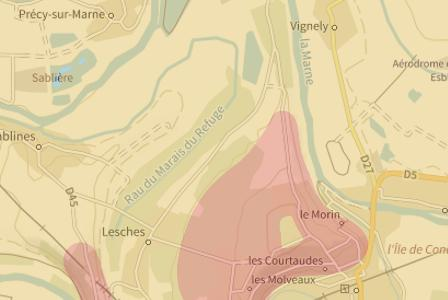 Précy-sur-Marne
Vignely
la Marne
Sablière
Aérodrome
Esb
Rau du Marais du Refuge
ablines
D27
D5
D45
le Morin
Lesches
l'Île de Con
les Courtaudes
les Molveaux